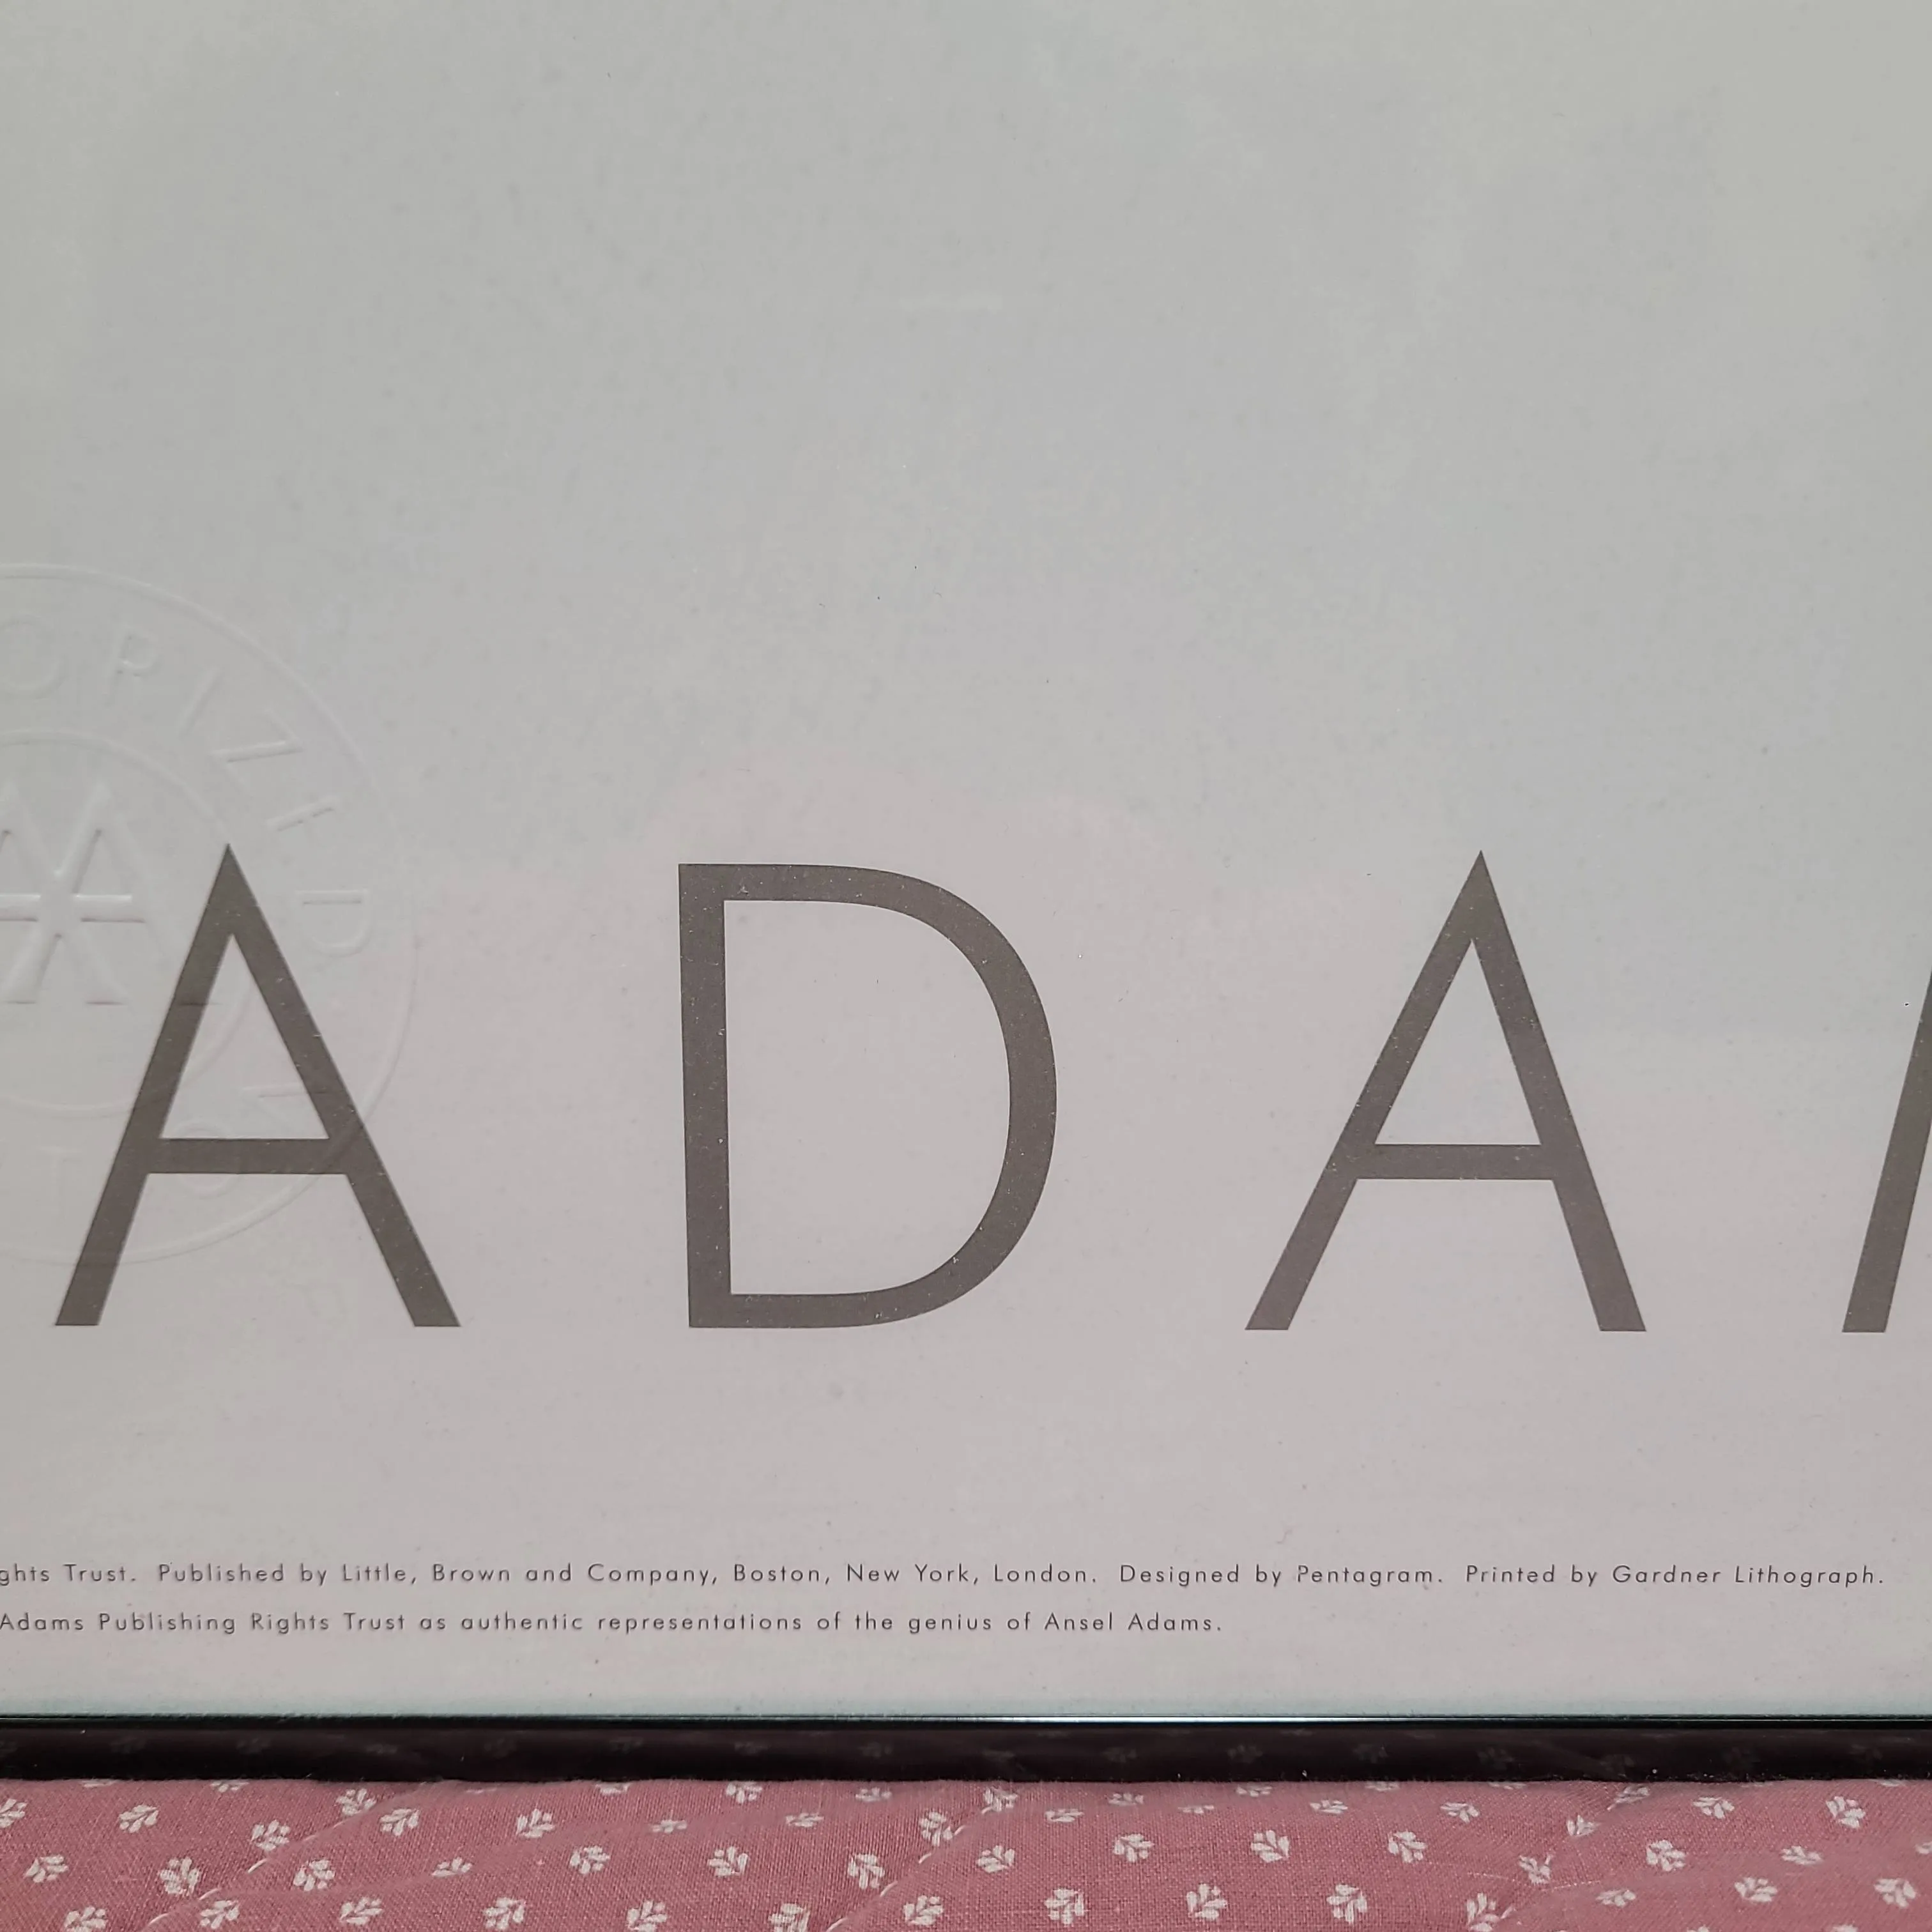 A D A
ghts Trust. Published by Little, Brown and Company, Boston, New York, London. Designed by Pentagram. Printed by Gardner Lithograph.
Adams Publishing Rights Trust as authentic representations of the genius of Ansel Adams.